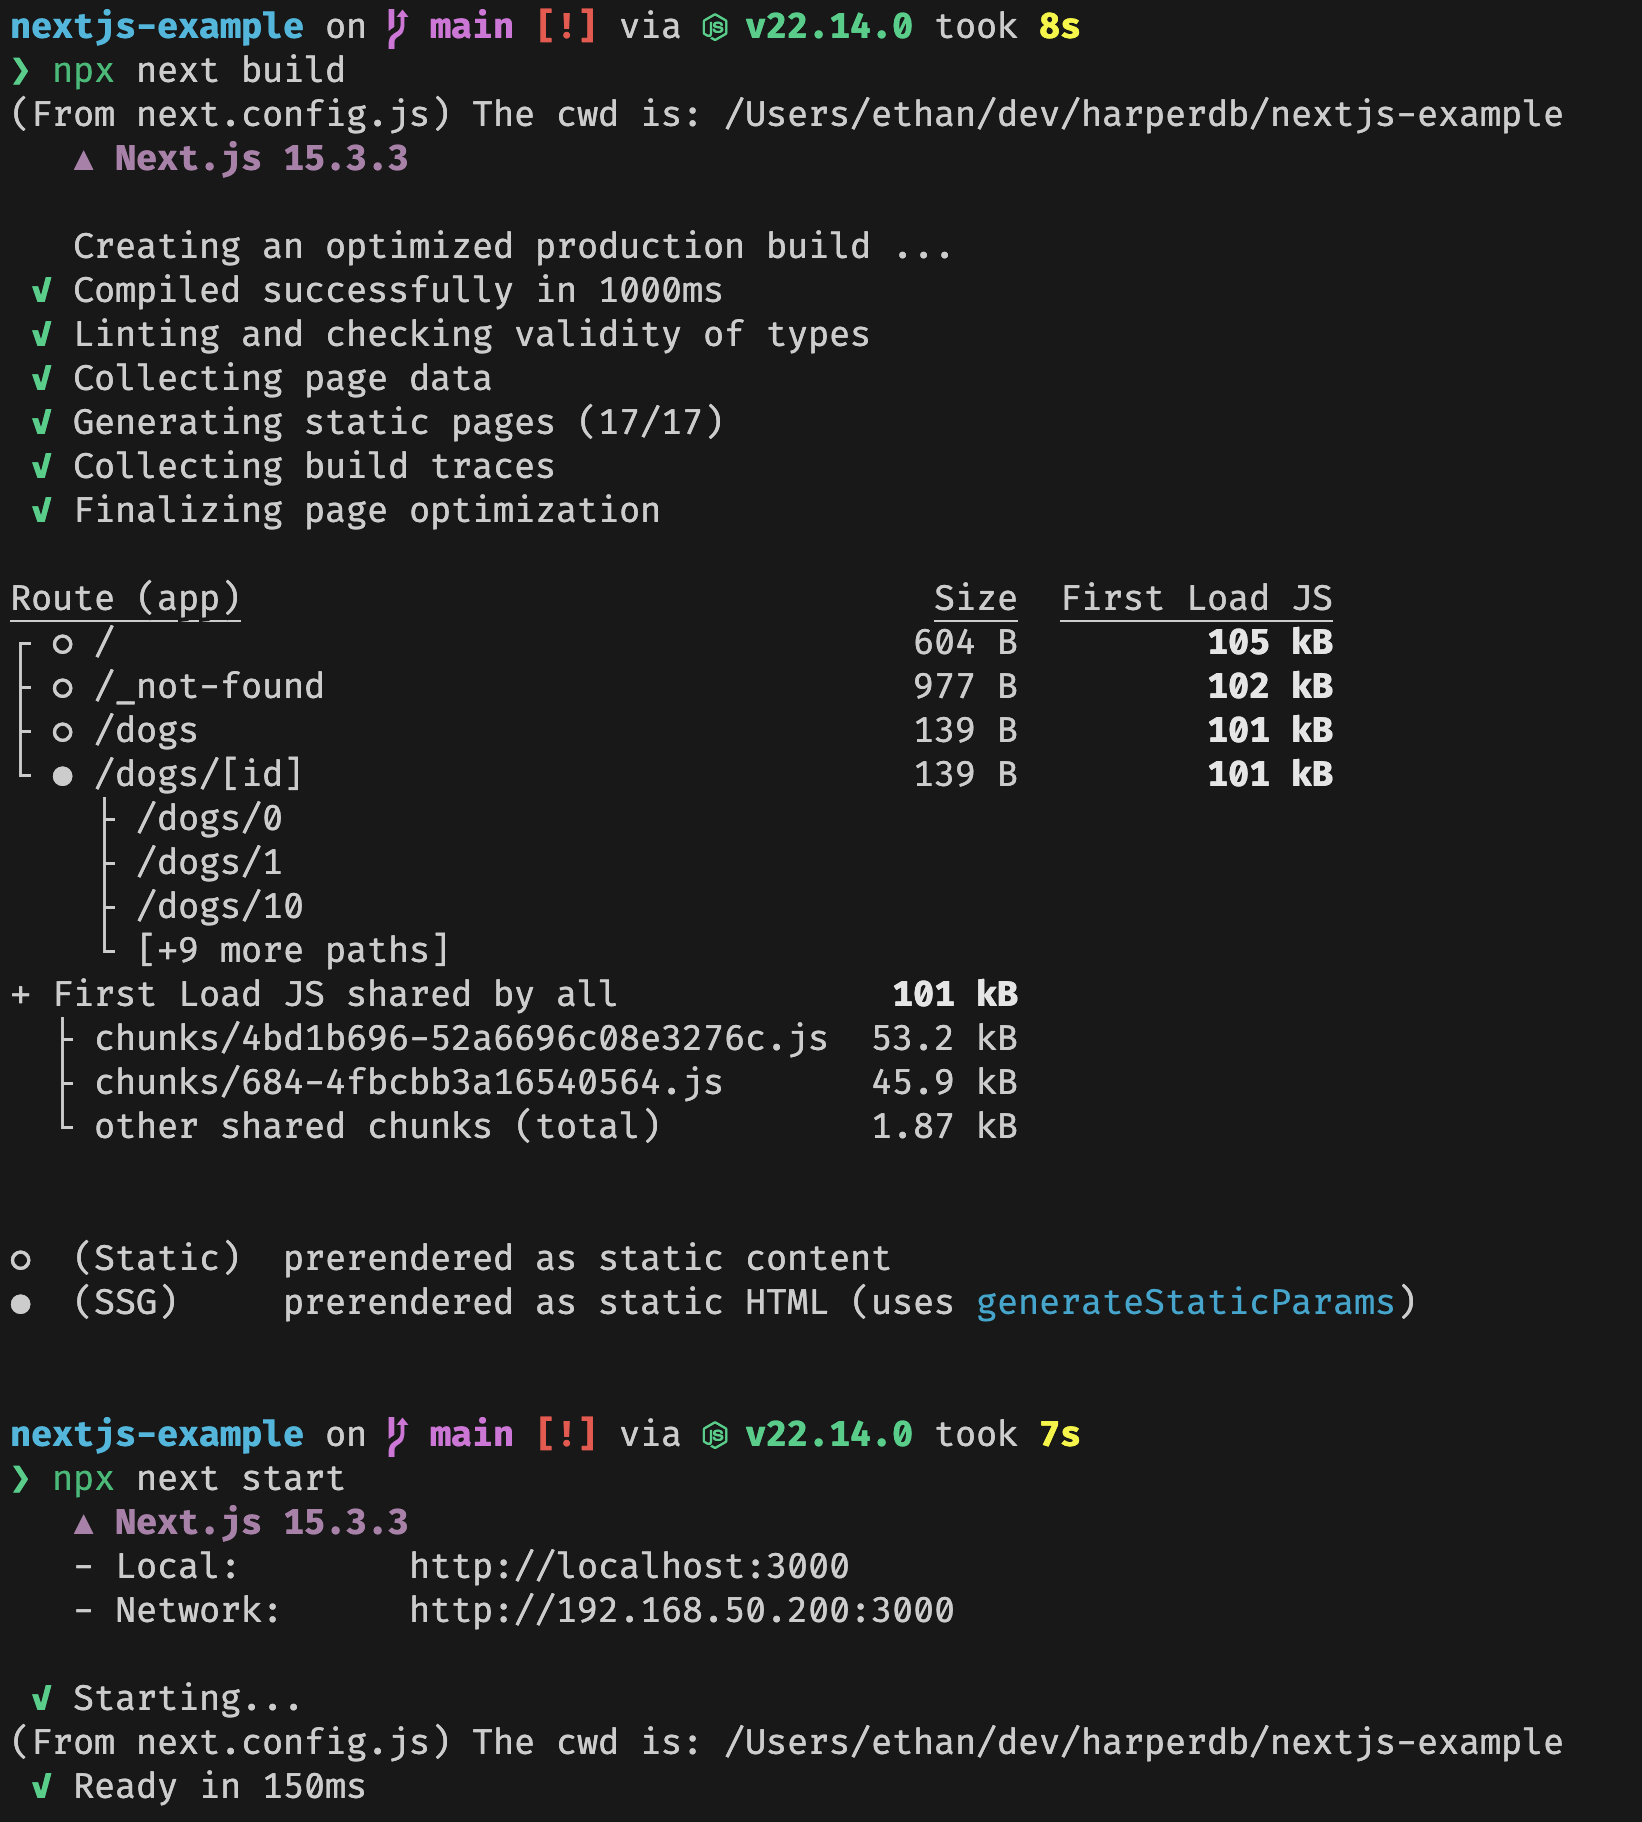 nextjs-example on main [!] via v22.14.0 took 8s
❯ npx next build
(From next.config.js) The cwd is: /Users/ethan/dev/harperdb/nextjs-example
▲ Next.js 15.3.3
Creating an optimized production build ...
✓ Compiled successfully in 1000ms
✓ Linting and checking validity of types
✓ Collecting page data
✓ Generating static pages (17/17)
✓ Collecting build traces
✓ Finalizing page optimization
Route (app) Size First Load JS
┌ ○ / 604 B 105 kB
├ ○ /_not-found 977 B 102 kB
├ ○ /dogs 139 B 101 kB
└ ● /dogs/[id] 139 B 101 kB
├ /dogs/0
├ /dogs/1
├ /dogs/10
└ [+9 more paths]
+ First Load JS shared by all 101 kB
├ chunks/4bd1b696-52a6696c08e3276c.js 53.2 kB
├ chunks/684-4fbcbb3a16540564.js 45.9 kB
└ other shared chunks (total) 1.87 kB
○ (Static) prerendered as static content
● (SSG) prerendered as static HTML (uses generateStaticParams)
nextjs-example on main [!] via v22.14.0 took 7s
❯ npx next start
▲ Next.js 15.3.3
- Local: http://localhost:3000
- Network: http://192.168.50.200:3000
✓ Starting...
(From next.config.js) The cwd is: /Users/ethan/dev/harperdb/nextjs-example
✓ Ready in 150ms